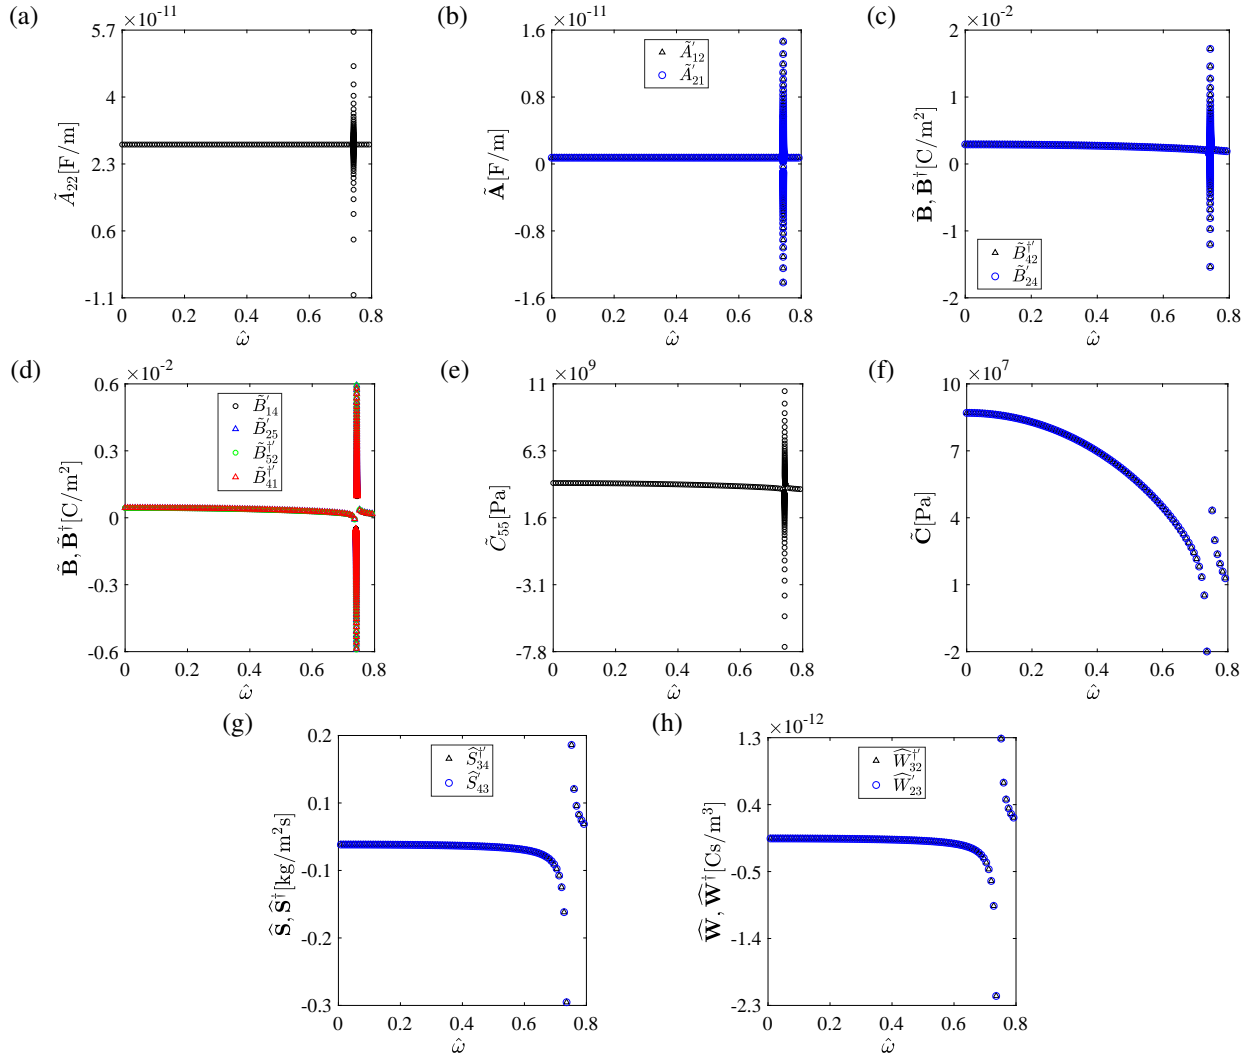 (a)
×10⁻¹¹
5.7
4
2.3
0.6
-1.1
Ã₂₂[F/m]
0 0.2 0.4 0.6 0.8
ω̂
(b)
×10⁻¹¹
1.6
0.8
0
-0.8
-1.6
Ã[F/m]
Ã′₁₂
Ã′₂₁
0 0.2 0.4 0.6 0.8
ω̂
(c)
×10⁻²
2
1
0
-1
-2
B̃, B̃†[C/m²]
B̃†′₄₂
B̃′₂₄
0 0.2 0.4 0.6 0.8
ω̂
(d)
×10⁻²
0.6
0.3
0
-0.3
-0.6
B̃, B̃†[C/m²]
B̃′₁₄
B̃′₂₅
B̃†′₅₂
B̃†′₄₁
0 0.2 0.4 0.6 0.8
ω̂
(e)
×10⁹
11
6.3
1.6
-3.1
-7.8
C̃₅₅[Pa]
0 0.2 0.4 0.6 0.8
ω̂
(f)
×10⁷
10
7
4
1
-2
C̃[Pa]
0 0.2 0.4 0.6 0.8
ω̂
(g)
0.2
0.1
-0.1
-0.2
-0.3
Ŝ, Ŝ†[kg/m²s]
Ŝ†′₃₄
Ŝ′₄₃
0 0.2 0.4 0.6 0.8
ω̂
(h)
×10⁻¹²
1.3
0.4
-0.5
-1.4
-2.3
Ŵ, Ŵ†[Cs/m³]
Ŵ†′₃₂
Ŵ′₂₃
0 0.2 0.4 0.6 0.8
ω̂